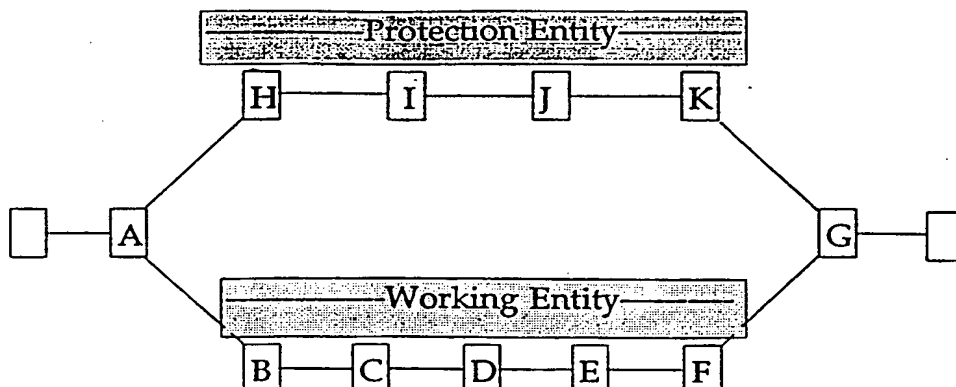 Protection Entity
H I J K
A G
Working Entity
B C D E F